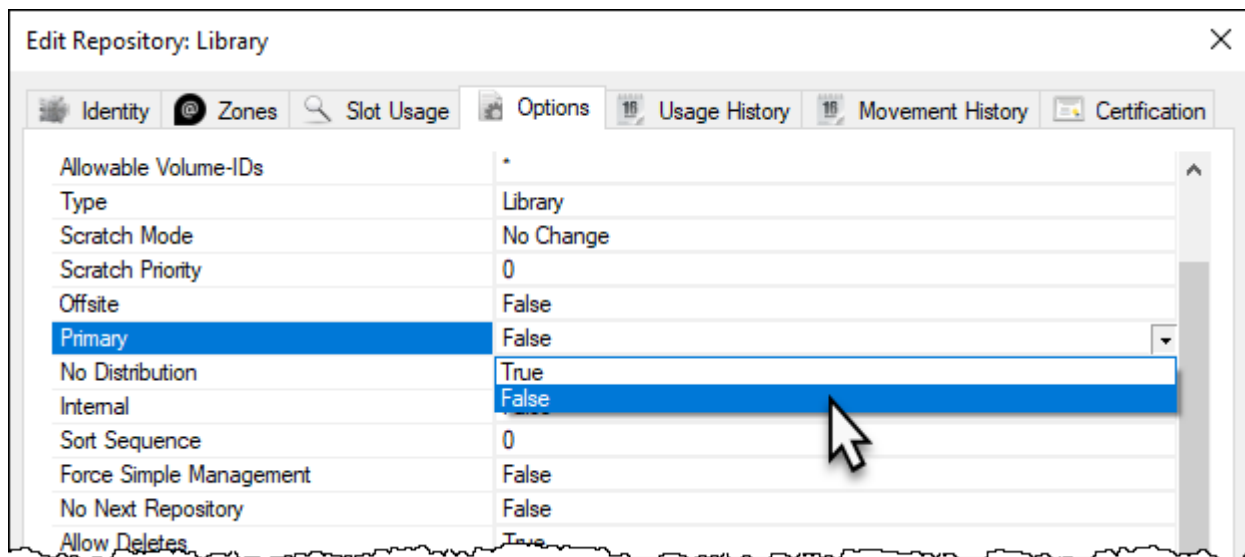 Edit Repository: Library
Identity @ Zones Slot Usage Options 16 Usage History 16 Movement History Certification
Allowable Volume-IDs *
Type Library
Scratch Mode No Change
Scratch Priority 0
Offsite False
Primary False
No Distribution True
False
Internal
Sort Sequence 0
Force Simple Management False
No Next Repository False
Allow Deletes True